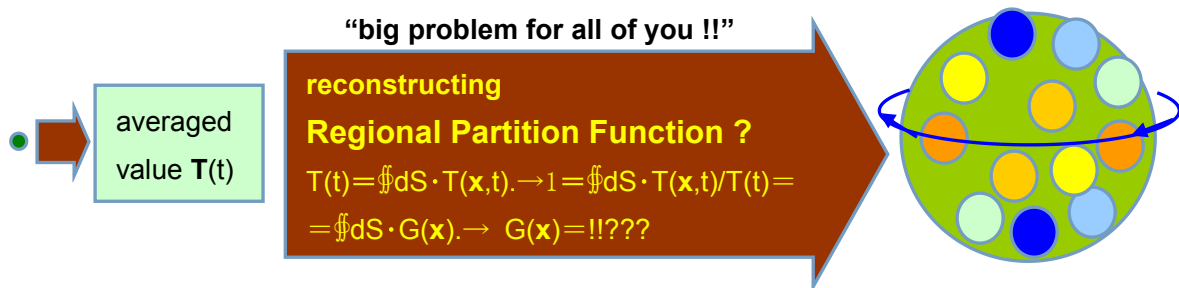 “big problem for all of you !!”
averaged
value T(t)
reconstructing
Regional Partition Function ?
T(t)=∯dS·T(x,t).→1=∯dS·T(x,t)/T(t)=
=∯dS·G(x).→ G(x)=!!???